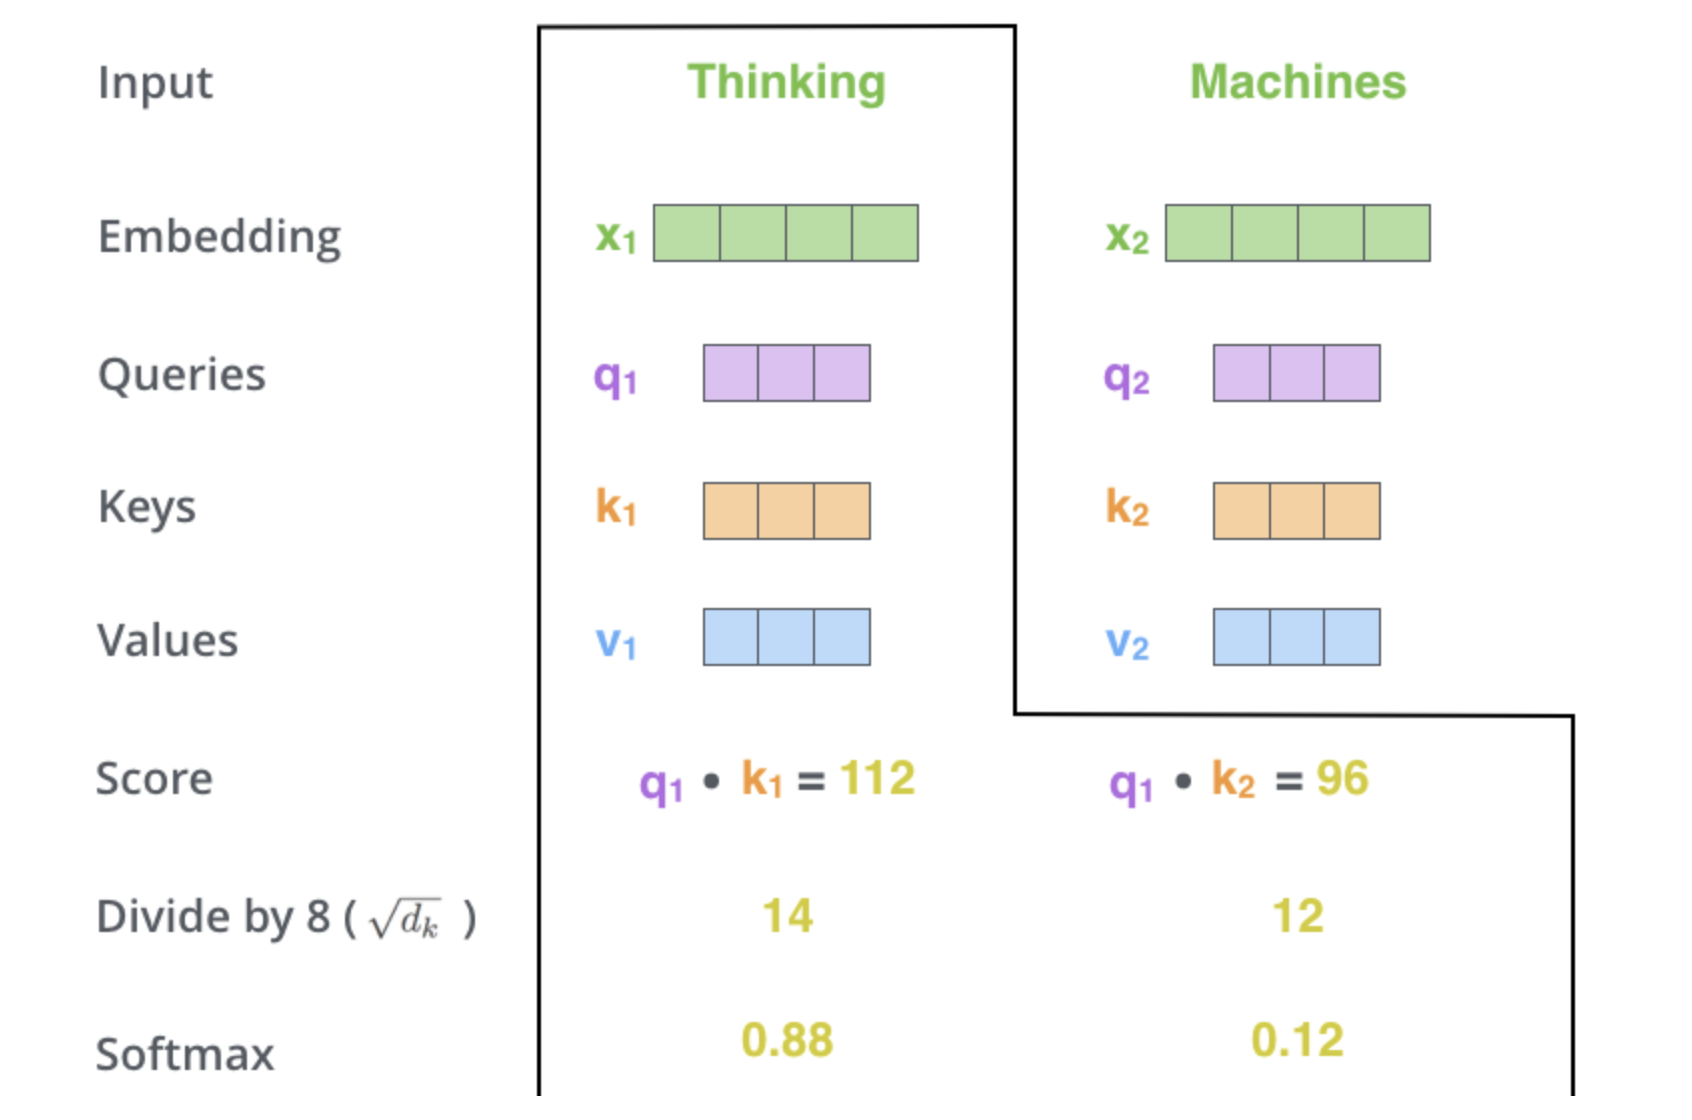 Input Thinking Machines
Embedding x₁ x₂
Queries q₁ q₂
Keys k₁ k₂
Values v₁ v₂
Score q₁ • k₁ = 112 q₁ • k₂ = 96
Divide by 8 ( √dₖ ) 14 12
Softmax 0.88 0.12